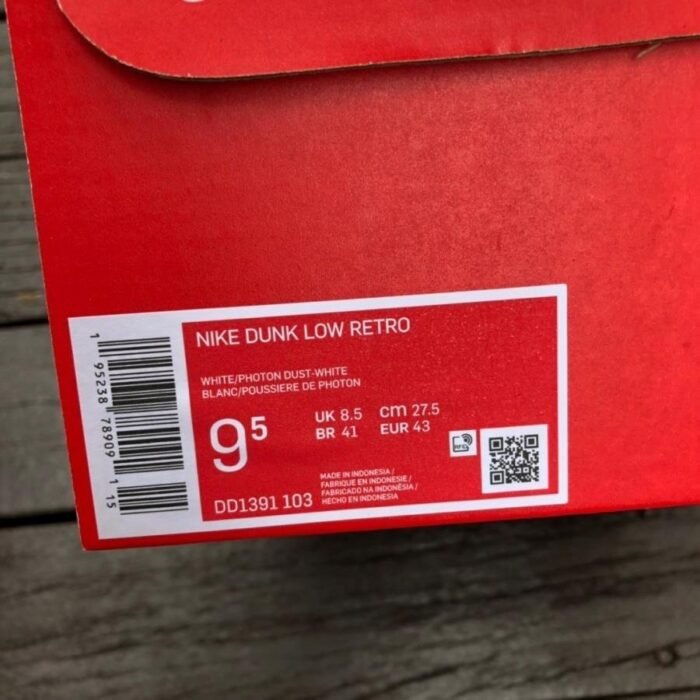 NIKE DUNK LOW RETRO
WHITE/PHOTON DUST-WHITE
BLANC/POUSSIERE DE PHOTON
9⁵
UK 8.5 cm 27.5
BR 41 EUR 43
DD1391 103
MADE IN INDONESIA /
FABRIQUE EN INDONESIE /
FABRICADO NA INDONÉSIA /
HECHO EN INDONESIA
RFID
1 95238 78909 1 15